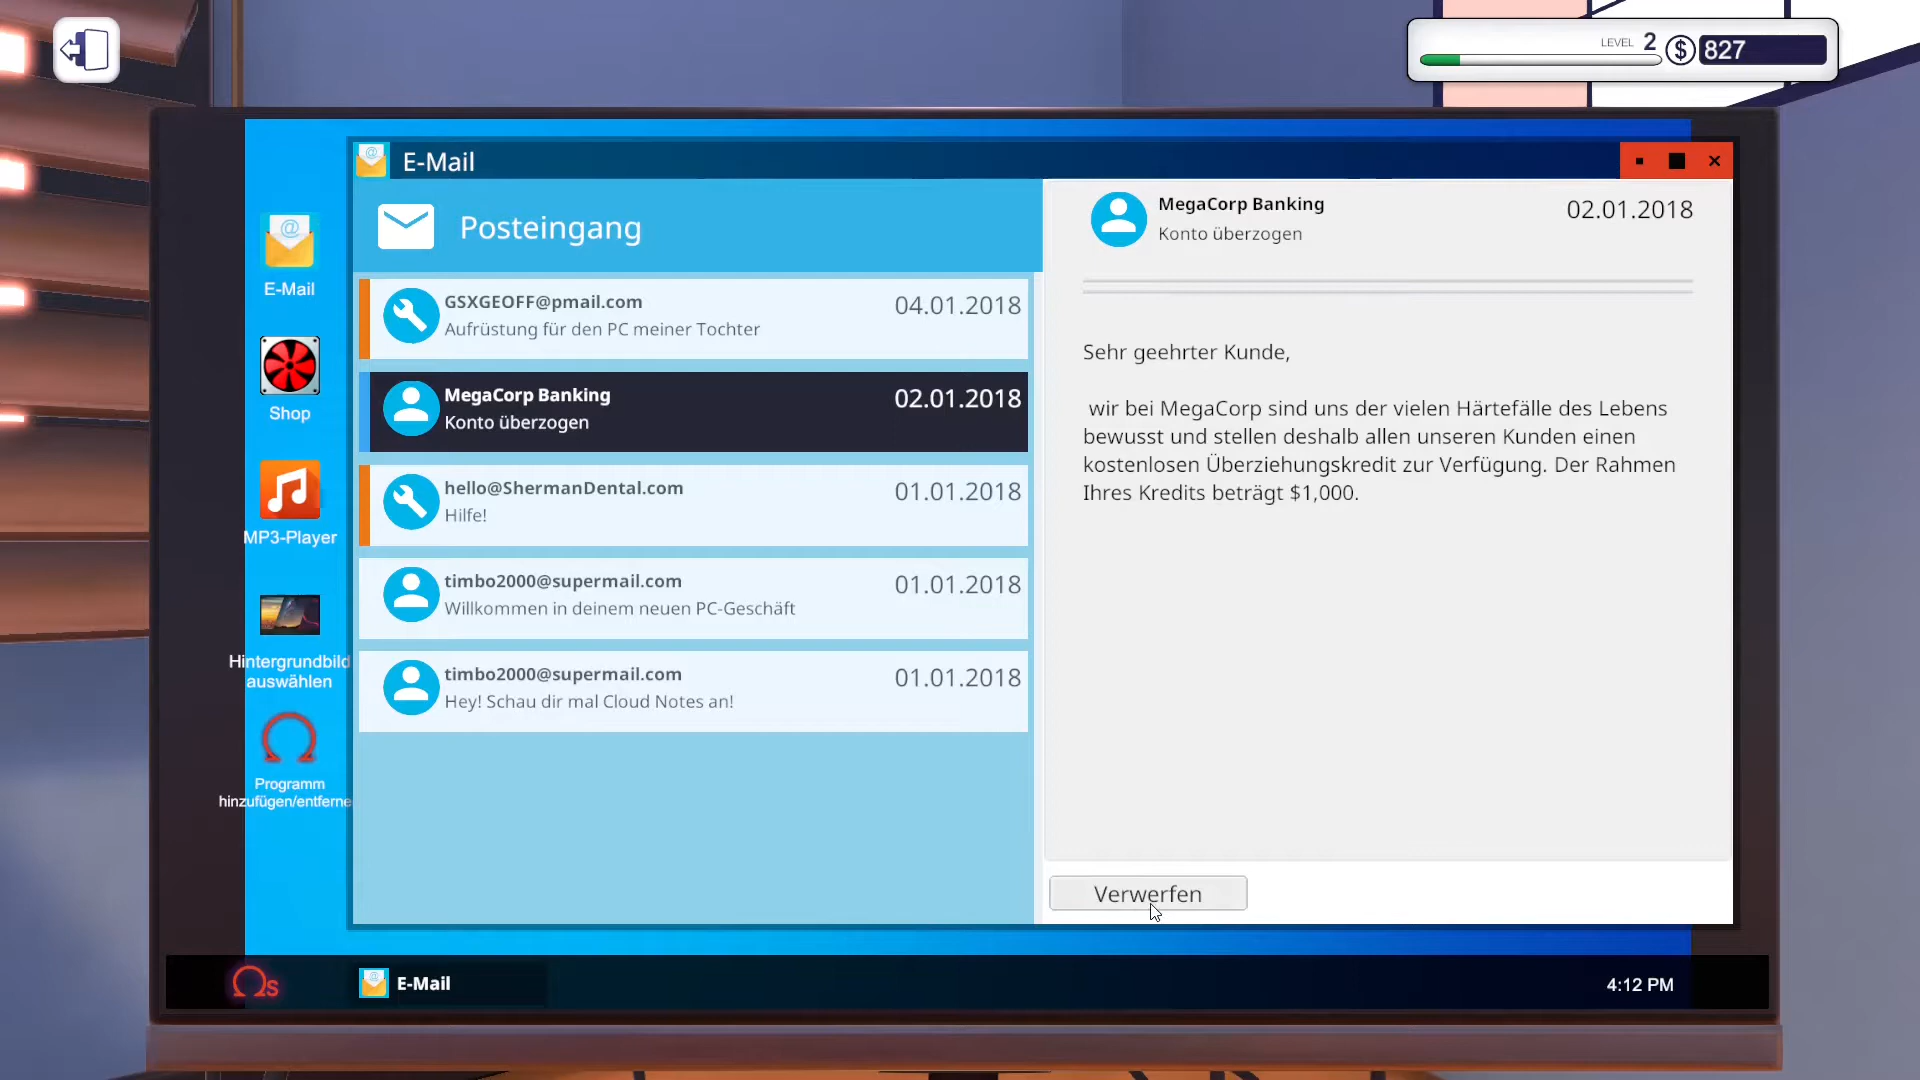 LEVEL 2
$ 827
E-Mail
Posteingang
GSXGEOFF@pmail.com
04.01.2018
Aufrüstung für den PC meiner Tochter
MegaCorp Banking
02.01.2018
Konto überzogen
hello@ShermanDental.com
01.01.2018
Hilfe!
timbo2000@supermail.com
01.01.2018
Willkommen in deinem neuen PC-Geschäft
timbo2000@supermail.com
01.01.2018
Hey! Schau dir mal Cloud Notes an!
MegaCorp Banking
02.01.2018
Konto überzogen
Sehr geehrter Kunde,
wir bei MegaCorp sind uns der vielen Härtefälle des Lebens
bewusst und stellen deshalb allen unseren Kunden einen
kostenlosen Überziehungskredit zur Verfügung. Der Rahmen
Ihres Kredits beträgt $1,000.
Verwerfen
E-Mail
Shop
MP3-Player
Hintergrundbild
auswählen
Programm
hinzufügen/entferne
Ωs
E-Mail
4:12 PM